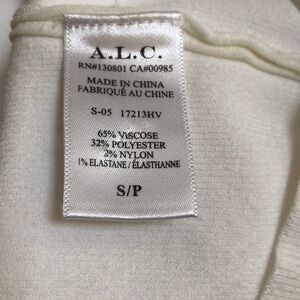 A.L.C.
RN#130801 CA#00985
MADE IN CHINA
FABRIQUÉ AU CHINE
S-05 17213HV
65% VISCOSE
32% POLYESTER
2% NYLON
1% ELASTANE / ÉLASTHANNE
S/P